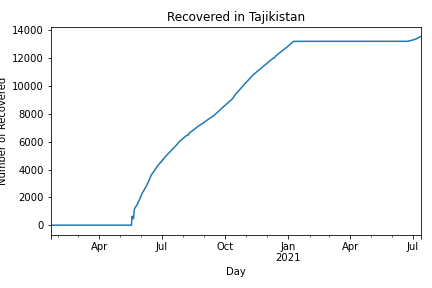 Recovered in Tajikistan
Number of Recovered
14000
12000
10000
8000
6000
4000
2000
0
Apr
Jul
Oct
Jan
2021
Apr
Jul
Day